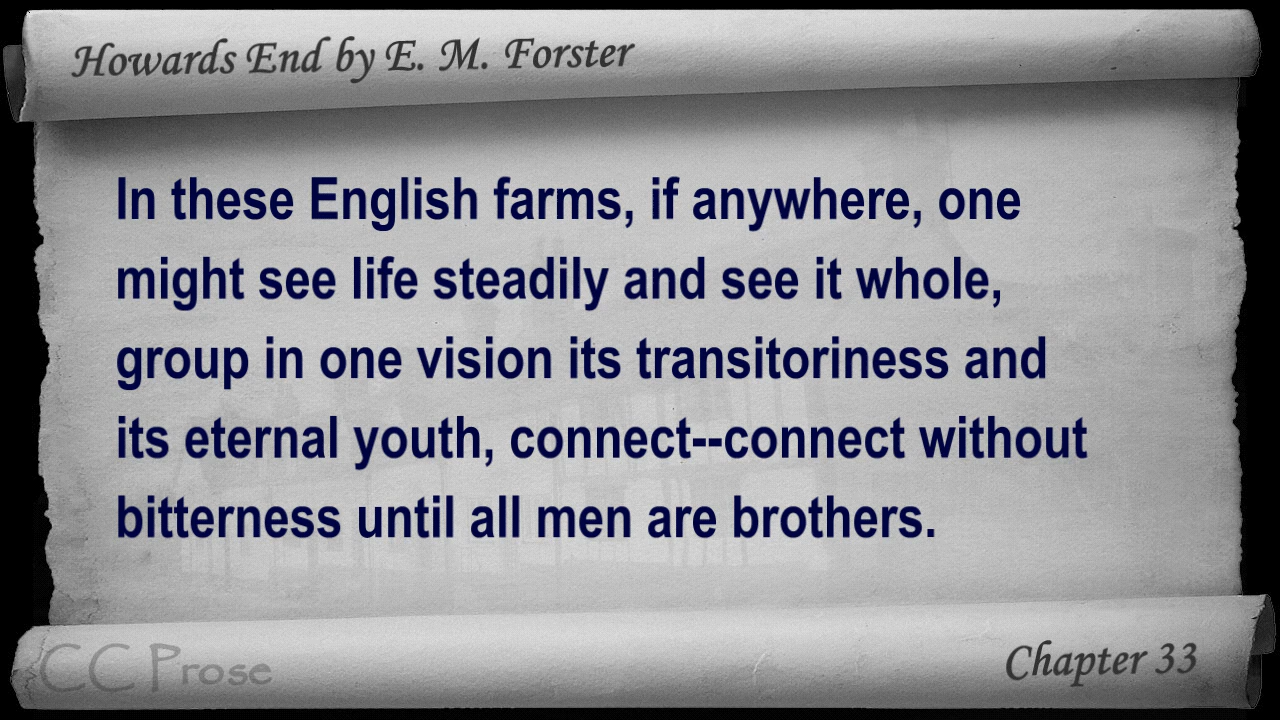 Howards End by E. M. Forster
In these English farms, if anywhere, one
might see life steadily and see it whole,
group in one vision its transitoriness and
its eternal youth, connect--connect without
bitterness until all men are brothers.
CC Prose
Chapter 33